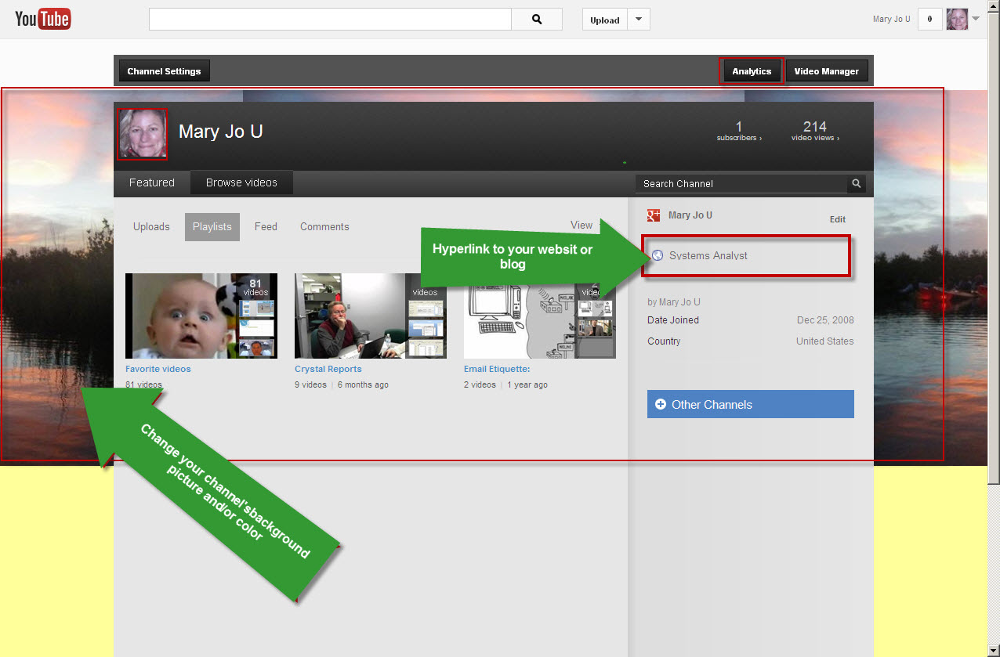 YouTube
Upload
Mary Jo U
0
Channel Settings
Analytics
Video Manager
Mary Jo U
1
subscribers ›
214
video views ›
Featured
Browse videos
Search Channel
Uploads
Playlists
Feed
Comments
View
Mary Jo U
Edit
Hyperlink to your websit or
blog
Systems Analyst
81
videos
videos
Favorite videos
81 videos
Crystal Reports
9 videos | 6 months ago
Email Etiquette:
2 videos | 1 year ago
by Mary Jo U
Date Joined
Dec 25, 2008
Country
United States
Other Channels
Change your channel'sbackground
picture and/or color